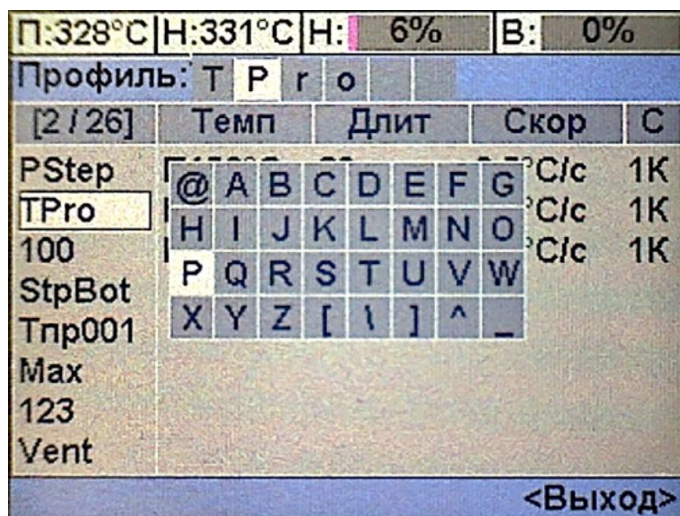 П:328°C Н:331°C Н: 6% В: 0%
Профиль: T P r o
[2 / 26] Темп Длит Скор С
PStep °C/c 1К
TPro °C/c 1К
100 °C/c 1К
StpBot
Тпр001
Max
123
Vent
@ A B C D E F G
H I J K L M N O
P Q R S T U V W
X Y Z [ \ ] ^ _
<Выход>